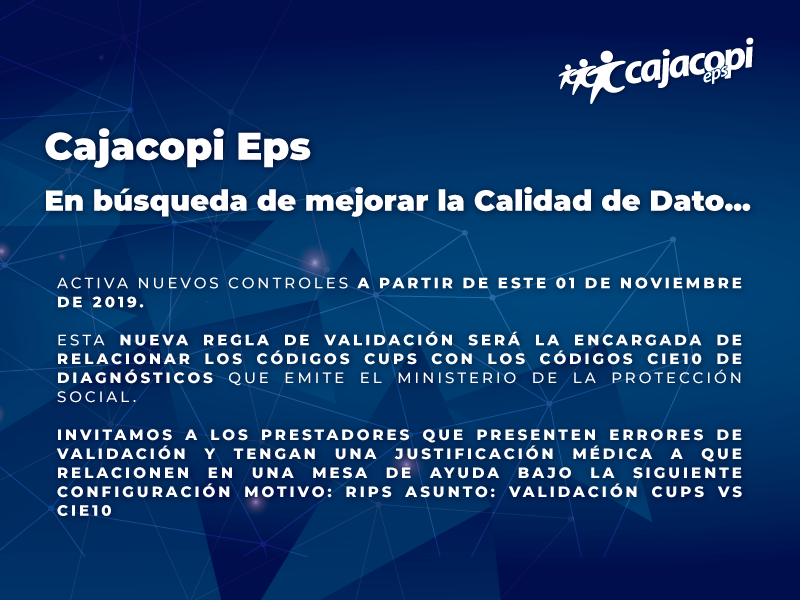 cajacopi
eps
Cajacopi Eps
En búsqueda de mejorar la Calidad de Dato...
ACTIVA NUEVOS CONTROLES A PARTIR DE ESTE 01 DE NOVIEMBRE
DE 2019.
ESTA NUEVA REGLA DE VALIDACIÓN SERÁ LA ENCARGADA DE
RELACIONAR LOS CÓDIGOS CUPS CON LOS CÓDIGOS CIE10 DE
DIAGNÓSTICOS QUE EMITE EL MINISTERIO DE LA PROTECCIÓN
SOCIAL.
INVITAMOS A LOS PRESTADORES QUE PRESENTEN ERRORES DE
VALIDACIÓN Y TENGAN UNA JUSTIFICACIÓN MÉDICA A QUE
RELACIONEN EN UNA MESA DE AYUDA BAJO LA SIGUIENTE
CONFIGURACIÓN MOTIVO: RIPS ASUNTO: VALIDACIÓN CUPS VS
CIE10